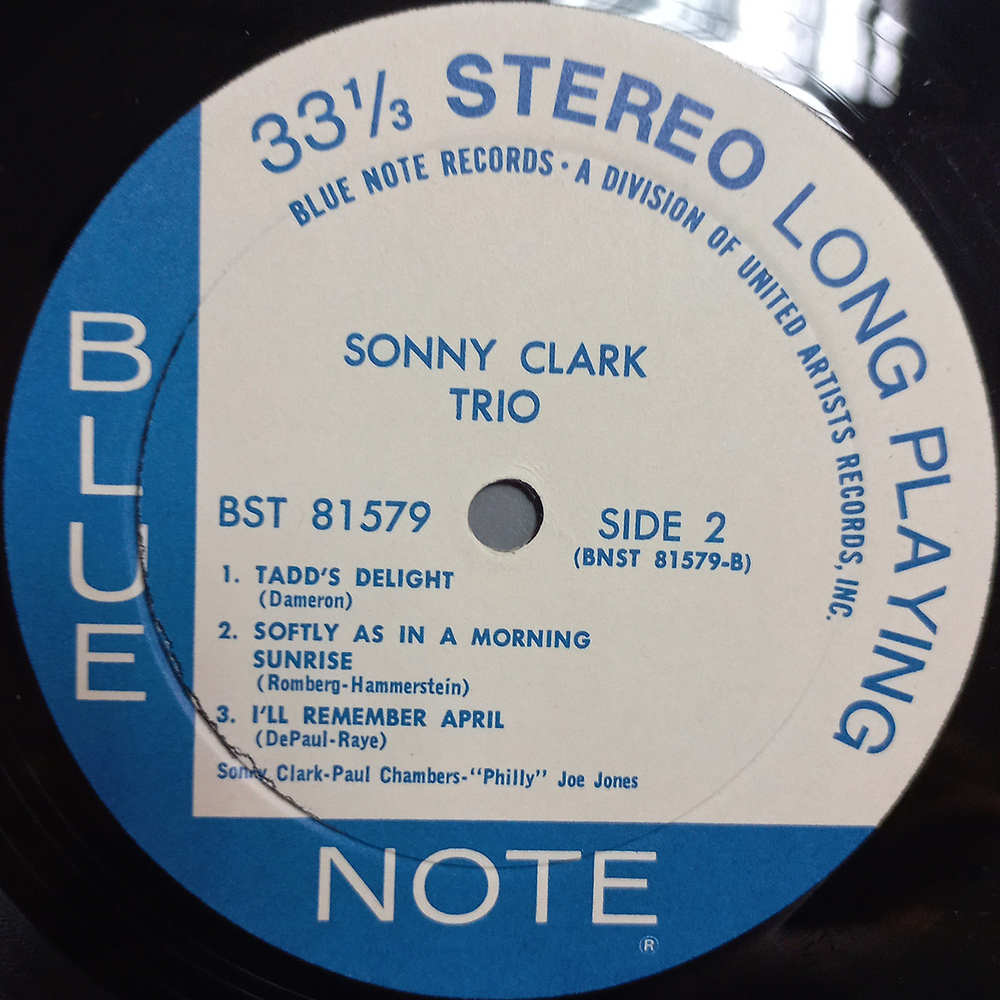 33 1/3 STEREO LONG PLAYING
BLUE NOTE RECORDS · A DIVISION OF UNITED ARTISTS RECORDS, INC.
SONNY CLARK
TRIO
BST 81579
SIDE 2
(BNST 81579-B)
1. TADD'S DELIGHT
(Dameron)
2. SOFTLY AS IN A MORNING
SUNRISE
(Romberg-Hammerstein)
3. I'LL REMEMBER APRIL
(DePaul-Raye)
Sonny Clark-Paul Chambers-"Philly" Joe Jones
BLUE
NOTE
®